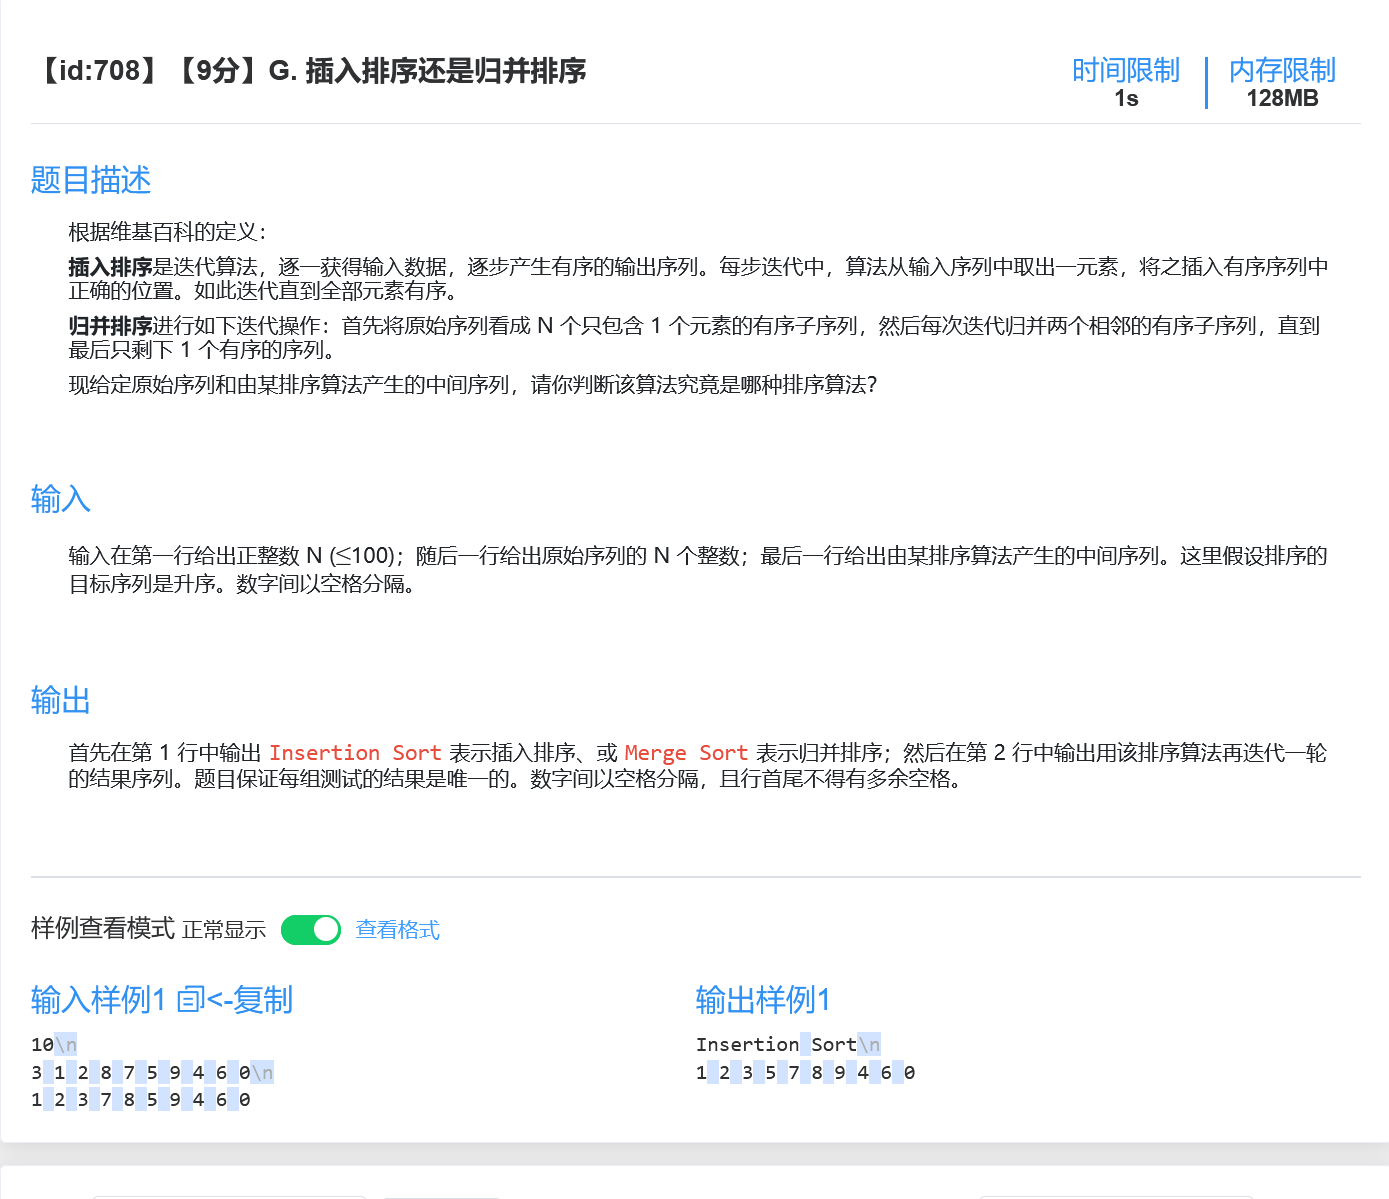 【id:708】【9分】G. 插入排序还是归并排序
时间限制
1s
内存限制
128MB
题目描述
根据维基百科的定义：
插入排序是迭代算法，逐一获得输入数据，逐步产生有序的输出序列。每步迭代中，算法从输入序列中取出一元素，将之插入有序序列中
正确的位置。如此迭代直到全部元素有序。
归并排序进行如下迭代操作：首先将原始序列看成 N 个只包含 1 个元素的有序子序列，然后每次迭代归并两个相邻的有序子序列，直到
最后只剩下 1 个有序的序列。
现给定原始序列和由某排序算法产生的中间序列，请你判断该算法究竟是哪种排序算法？
输入
输入在第一行给出正整数 N (≤100)；随后一行给出原始序列的 N 个整数；最后一行给出由某排序算法产生的中间序列。这里假设排序的
目标序列是升序。数字间以空格分隔。
输出
首先在第 1 行中输出 Insertion Sort 表示插入排序、或 Merge Sort 表示归并排序；然后在第 2 行中输出用该排序算法再迭代一轮
的结果序列。题目保证每组测试的结果是唯一的。数字间以空格分隔，且行首尾不得有多余空格。
样例查看模式 正常显示 查看格式
输入样例1 <-复制
10\n
3 1 2 8 7 5 9 4 6 0\n
1 2 3 7 8 5 9 4 6 0
输出样例1
Insertion Sort\n
1 2 3 5 7 8 9 4 6 0